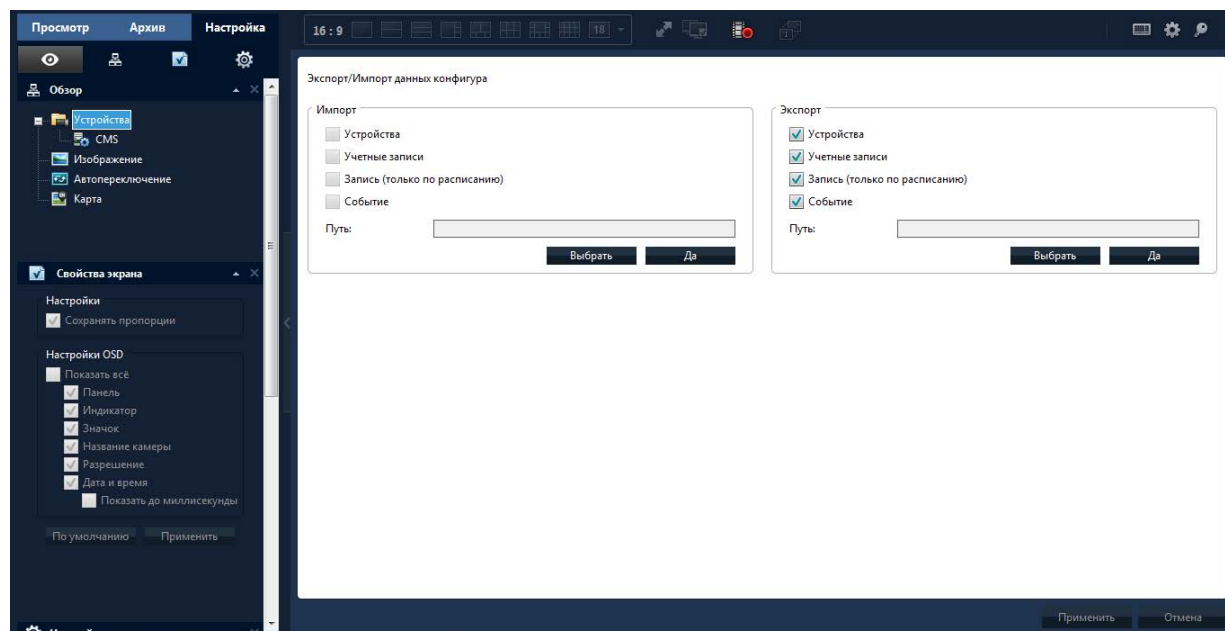 Просмотр Архив Настройка
16 : 9 18
Обзор
Устройства
CMS
Изображение
Автопереключение
Карта
Свойства экрана
Настройки
Сохранять пропорции
Настройки OSD
Показать всё
Панель
Индикатор
Значок
Название камеры
Разрешение
Дата и время
Показать до миллисекунды
По умолчанию Применить
Экспорт/Импорт данных конфигура
Импорт
Устройства
Учетные записи
Запись (только по расписанию)
Событие
Путь:
Выбрать Да
Экспорт
Устройства
Учетные записи
Запись (только по расписанию)
Событие
Путь:
Выбрать Да
Применить Отмена